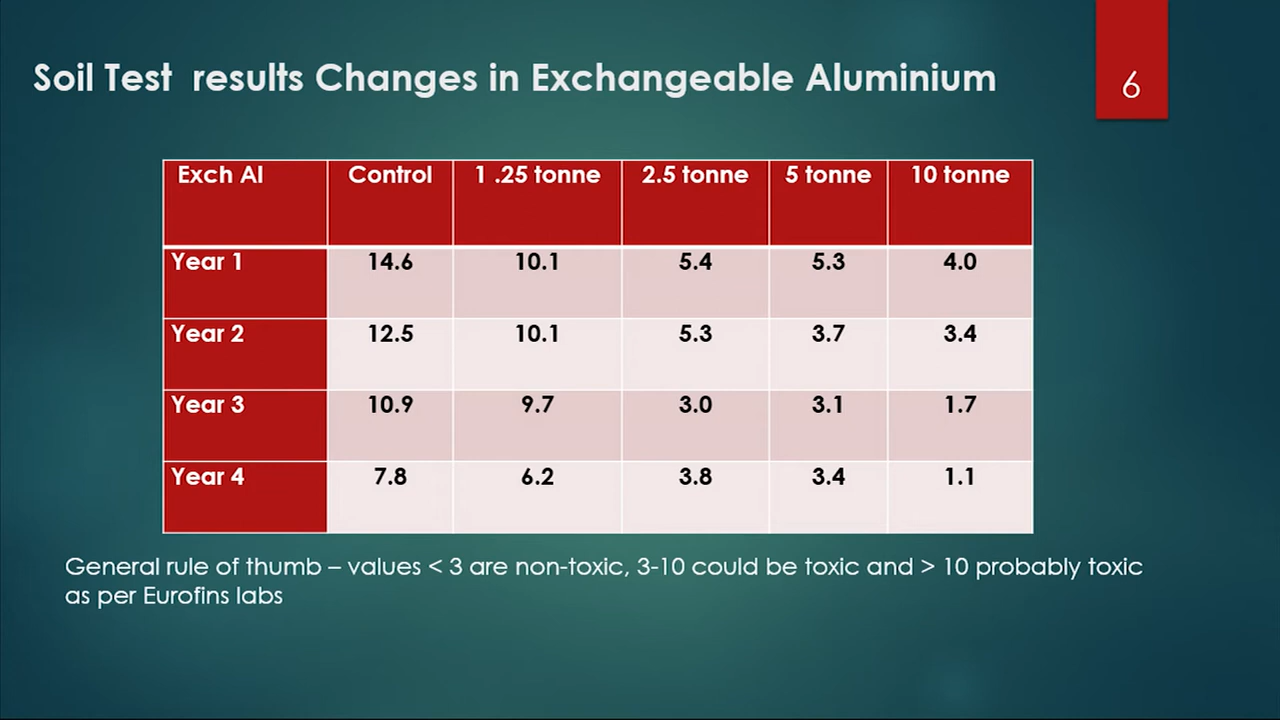 Soil Test results Changes in Exchangeable Aluminium
6
Exch Al Control 1 .25 tonne 2.5 tonne 5 tonne 10 tonne
Year 1 14.6 10.1 5.4 5.3 4.0
Year 2 12.5 10.1 5.3 3.7 3.4
Year 3 10.9 9.7 3.0 3.1 1.7
Year 4 7.8 6.2 3.8 3.4 1.1
General rule of thumb – values < 3 are non-toxic, 3-10 could be toxic and > 10 probably toxic
as per Eurofins labs